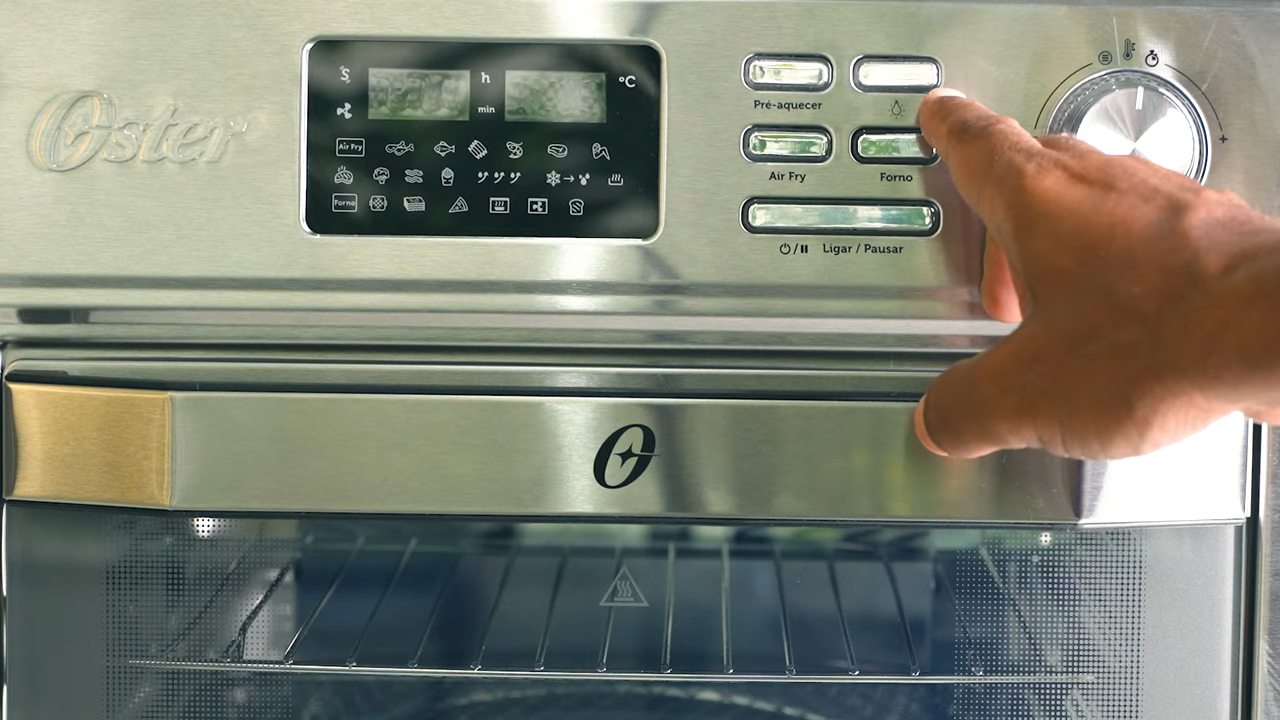 Oster
h
min
°C
Air Fry
Forno
Pré-aquecer
Air Fry
Forno
Ligar / Pausar
+